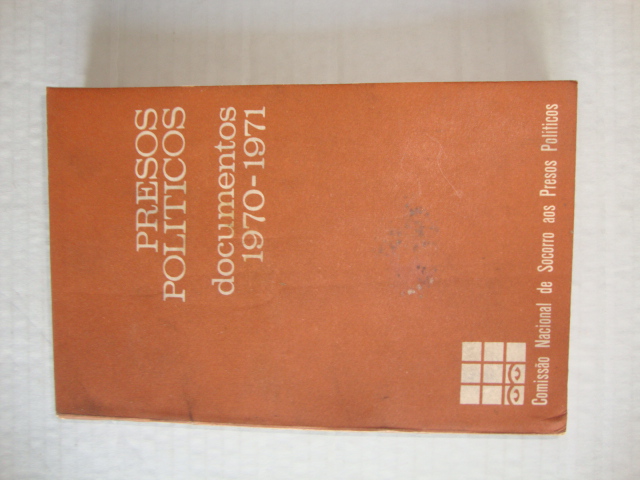 PRESOS
POLITICOS
documentos
1970-1971
Comissão Nacional de Socorro aos Presos Políticos